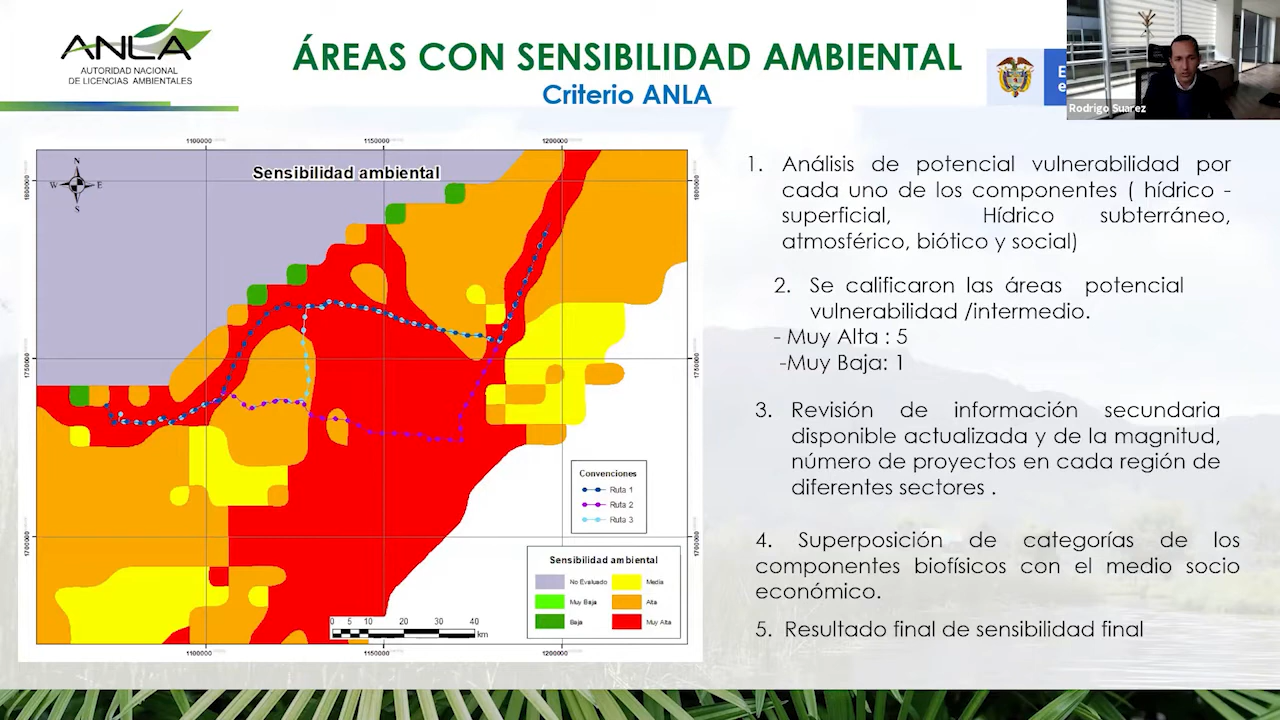 ANLA
AUTORIDAD NACIONAL
DE LICENCIAS AMBIENTALES
ÁREAS CON SENSIBILIDAD AMBIENTAL
Criterio ANLA
E
e
Rodrigo Suarez
1100000
1150000
1200000
1800000
1800000
N
W
E
S
Sensibilidad ambiental
1750000
1750000
1700000
1700000
Convenciones
Ruta 1
Ruta 2
Ruta 3
Sensibilidad ambiental
No Evaluado
Media
Muy Baja
Alta
Baja
Muy Alta
0 5 10 20 30 40
km
1100000
1150000
1200000
1. Análisis de potencial vulnerabilidad por
cada uno de los componentes ( hídrico -
superficial, Hídrico subterráneo,
atmosférico, biótico y social)
2. Se calificaron las áreas potencial
vulnerabilidad /intermedio.
- Muy Alta : 5
-Muy Baja: 1
3. Revisión de información secundaria
disponible actualizada y de la magnitud,
número de proyectos en cada región de
diferentes sectores .
4. Superposición de categorías de los
componentes biofísicos con el medio socio
económico.
5. final de sensibilidad final